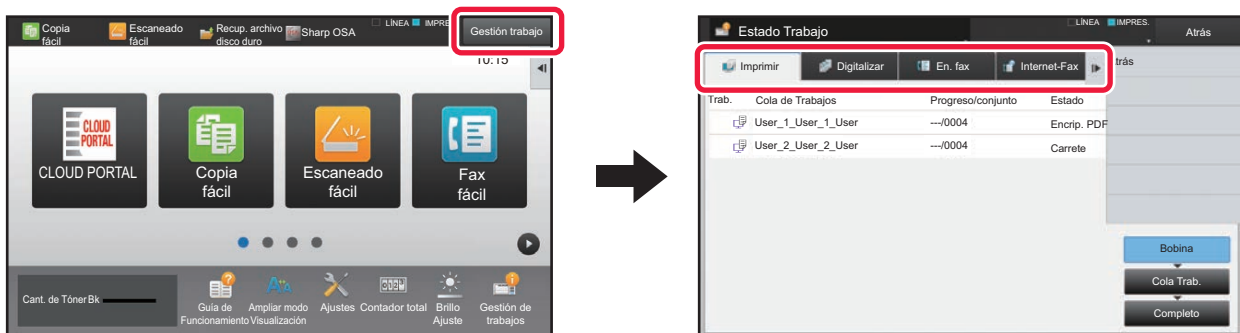 Copia fácil
Escaneado fácil
Recup. archivo disco duro
Sharp OSA
LÍNEA
IMPRE
Gestión trabajo
10:15
CLOUD PORTAL
CLOUD PORTAL
Copia fácil
Escaneado fácil
Fax fácil
Cant. de Tóner Bk
Guía de Funcionamiento
Ampliar modo Visualización
Ajustes
Contador total
Brillo Ajuste
Gestión de trabajos
Estado Trabajo
LÍNEA
IMPRES.
Atrás
Imprimir
Digitalizar
En. fax
Internet-Fax
trás
Trab.
Cola de Trabajos
Progreso/conjunto
Estado
User_1_User_1_User
---/0004
Encrip. PDF
User_2_User_2_User
---/0004
Carrete
Bobina
Cola Trab.
Completo